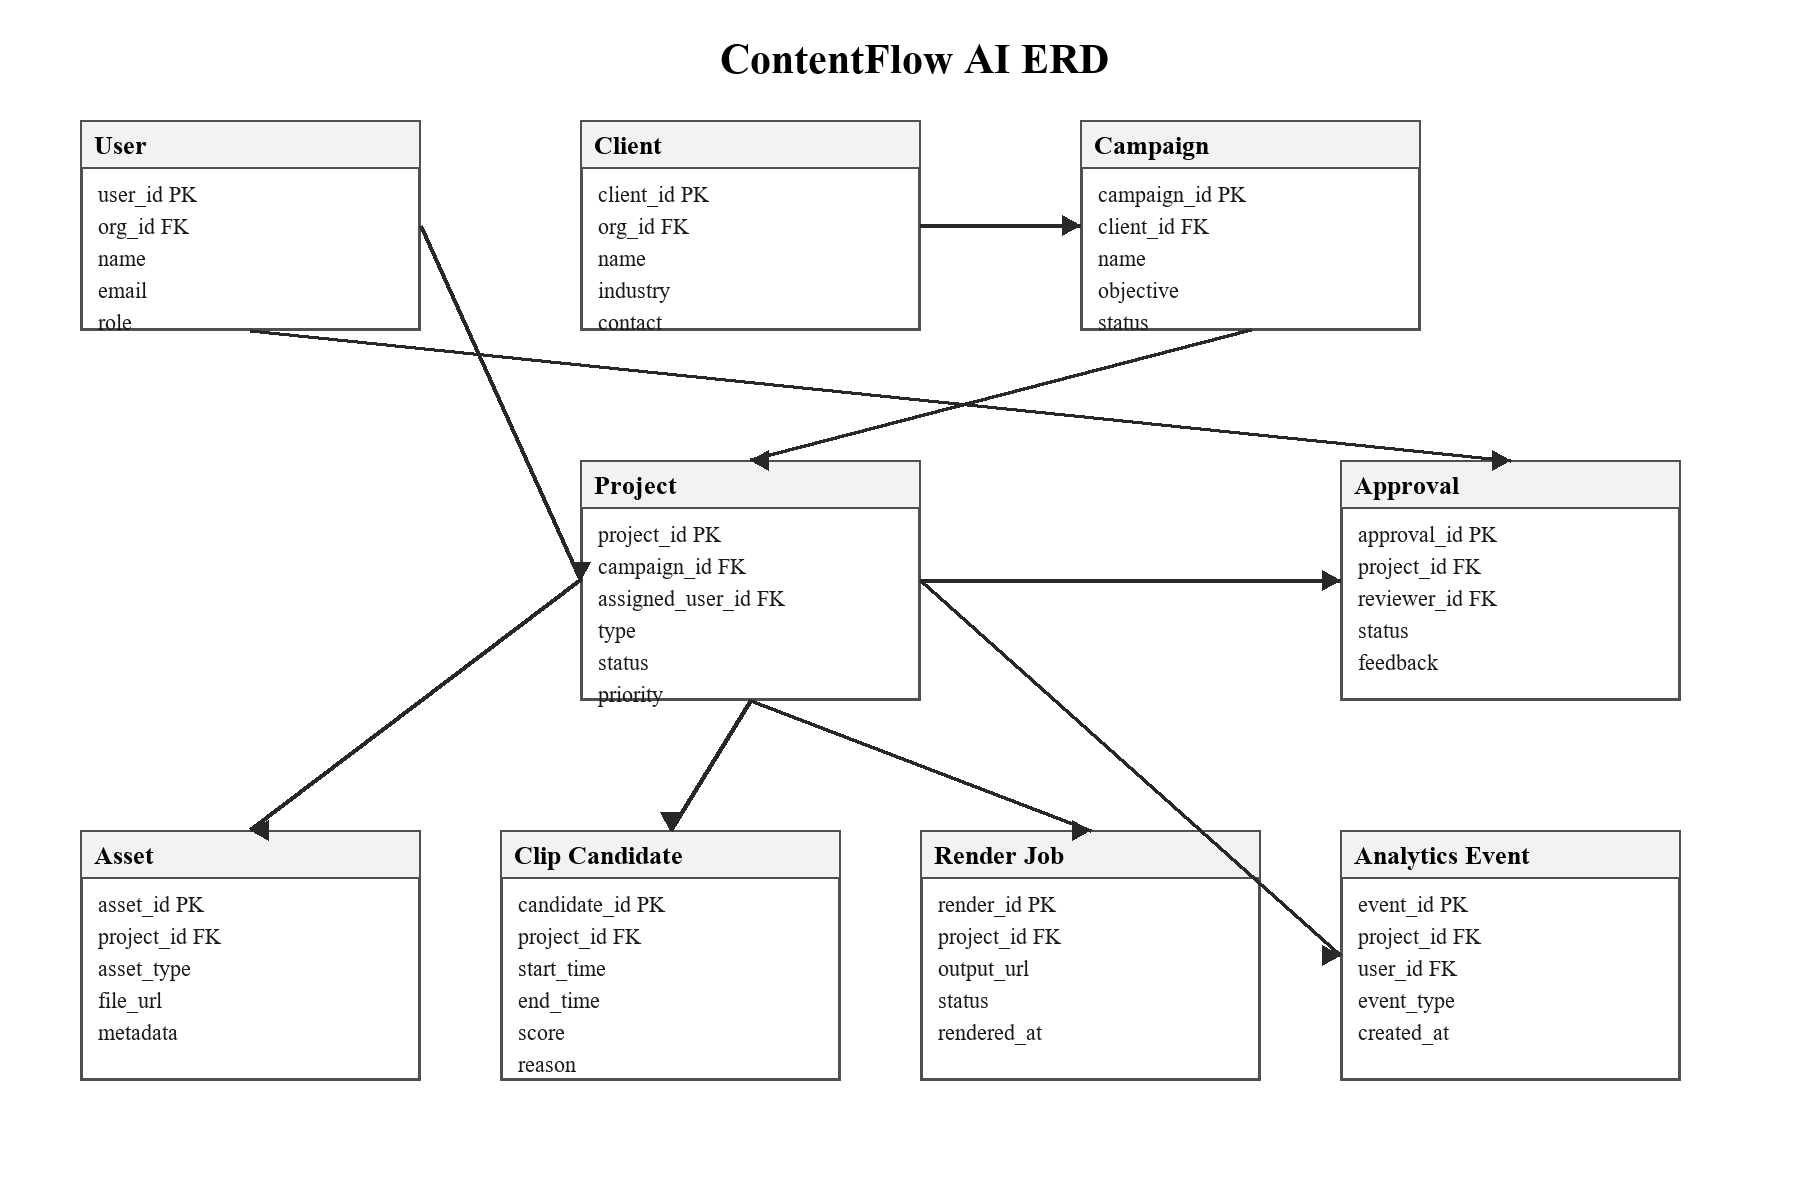 ContentFlow AI ERD
User
user_id PK
org_id FK
name
email
role
Client
client_id PK
org_id FK
name
industry
contact
Campaign
campaign_id PK
client_id FK
name
objective
status
Project
project_id PK
campaign_id FK
assigned_user_id FK
type
status
priority
Approval
approval_id PK
project_id FK
reviewer_id FK
status
feedback
Asset
asset_id PK
project_id FK
asset_type
file_url
metadata
Clip Candidate
candidate_id PK
project_id FK
start_time
end_time
score
reason
Render Job
render_id PK
project_id FK
output_url
status
rendered_at
Analytics Event
event_id PK
project_id FK
user_id FK
event_type
created_at